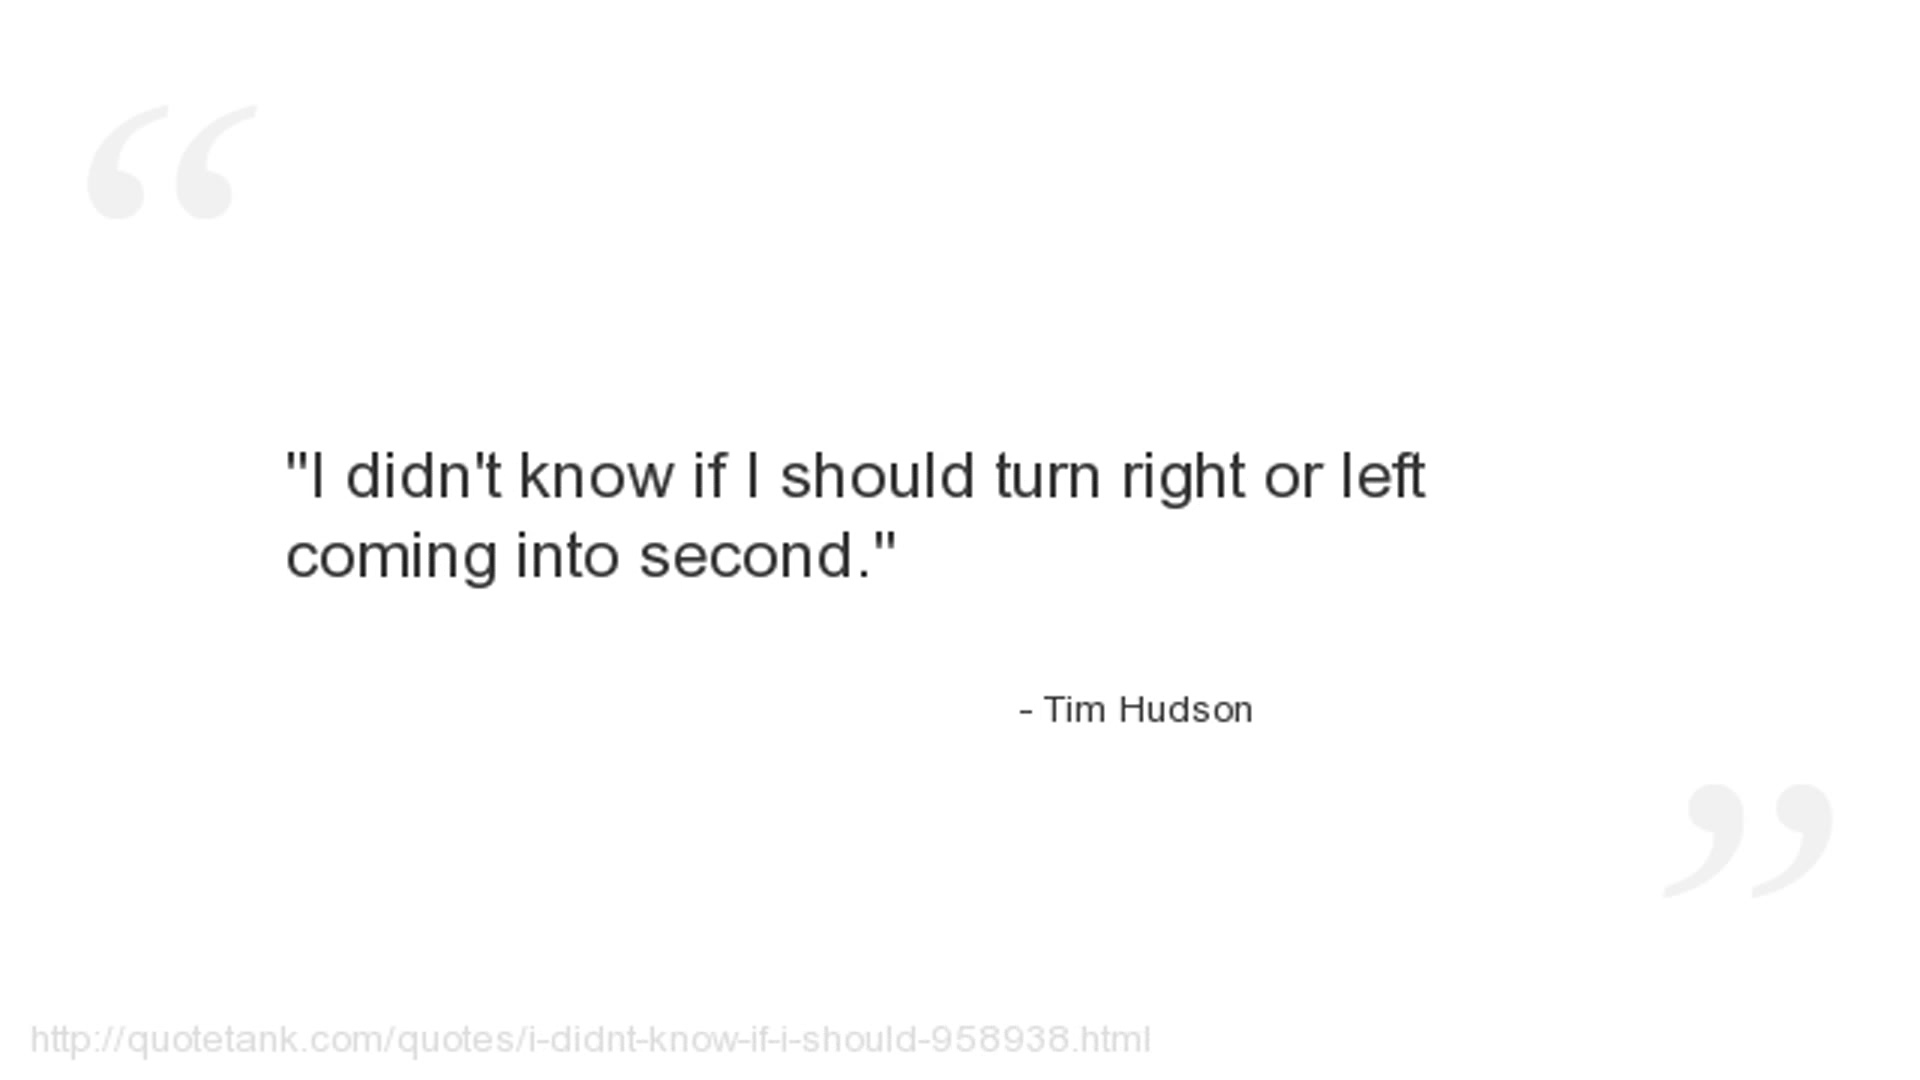 "I didn't know if I should turn right or left
coming into second."
- Tim Hudson
http://quotetank.com/quotes/i-didnt-know-if-i-should-958938.html